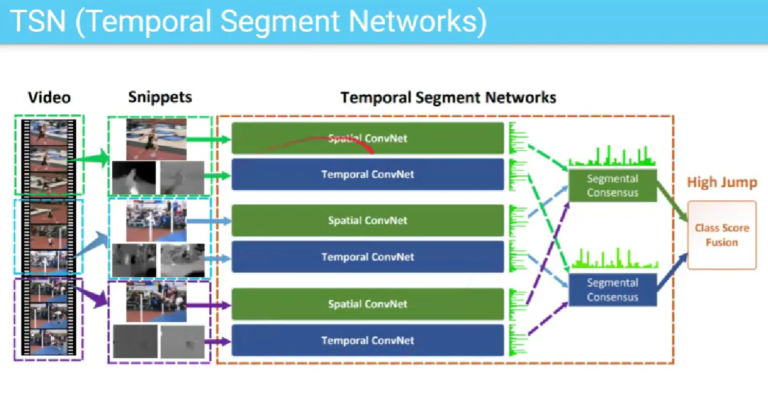 TSN (Temporal Segment Networks)
Video
Snippets
Temporal Segment Networks
Spatial ConvNet
Temporal ConvNet
Spatial ConvNet
Temporal ConvNet
Spatial ConvNet
Temporal ConvNet
Segmental
Consensus
Segmental
Consensus
High Jump
Class Score
Fusion